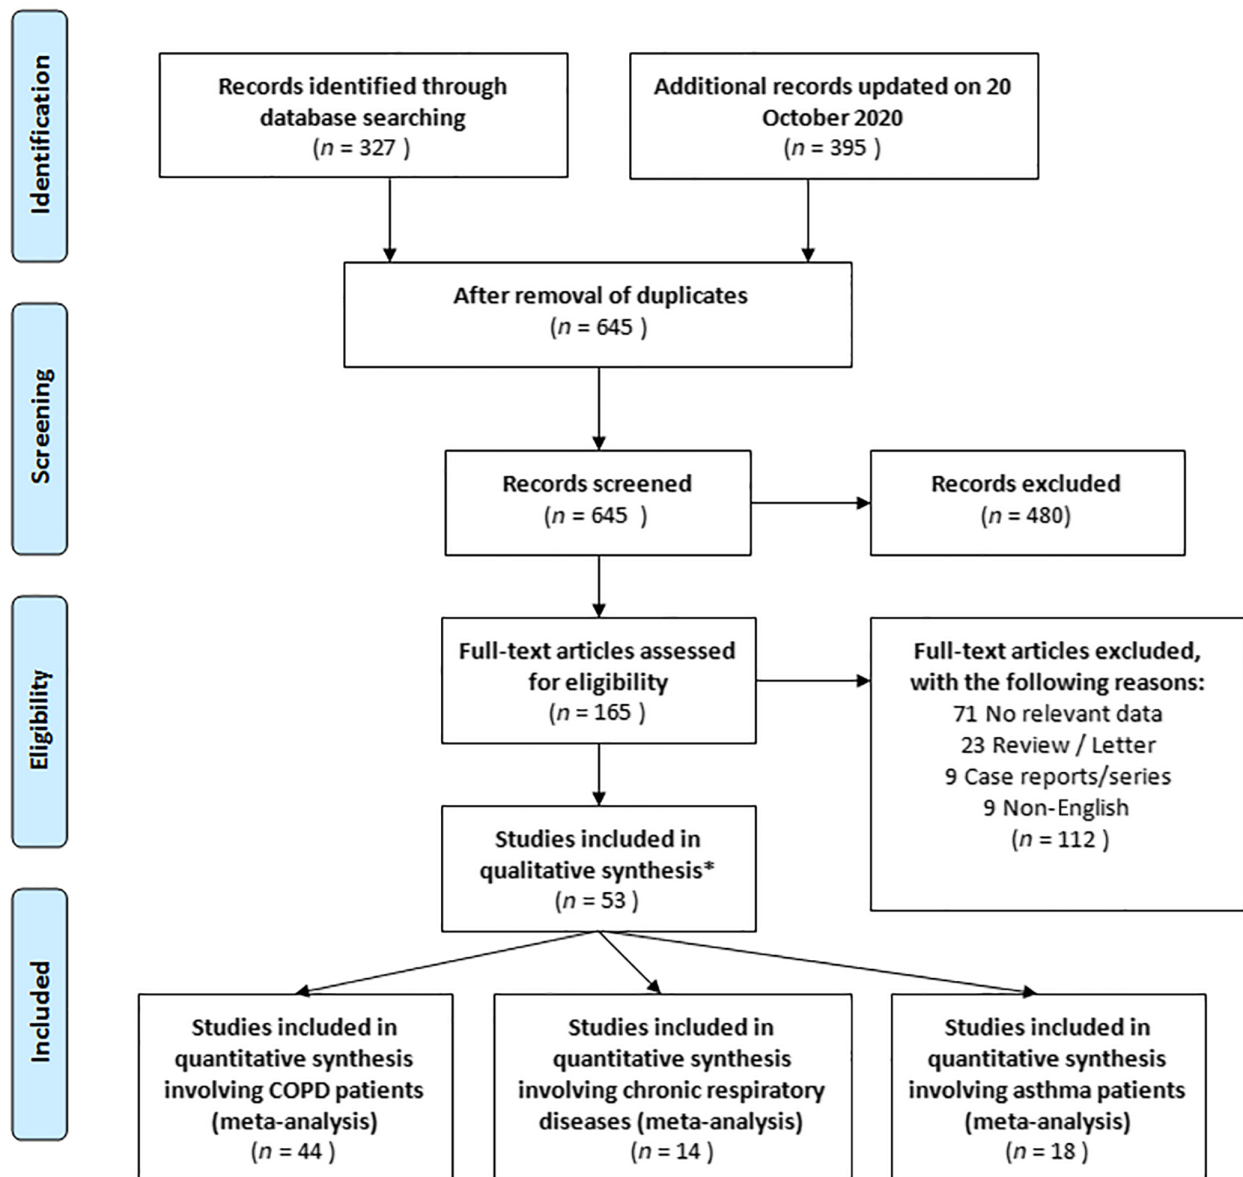 Identification
Records identified through
database searching
(n = 327 )
Additional records updated on 20
October 2020
(n = 395 )
After removal of duplicates
(n = 645 )
Screening
Records screened
(n = 645 )
Records excluded
(n = 480)
Eligibility
Full-text articles assessed
for eligibility
(n = 165 )
Full-text articles excluded,
with the following reasons:
71 No relevant data
23 Review / Letter
9 Case reports/series
9 Non-English
(n = 112 )
Studies included in
qualitative synthesis*
(n = 53 )
Included
Studies included in
quantitative synthesis
involving COPD patients
(meta-analysis)
(n = 44 )
Studies included in
quantitative synthesis
involving chronic respiratory
diseases (meta-analysis)
(n = 14 )
Studies included in
quantitative synthesis
involving asthma patients
(meta-analysis)
(n = 18 )